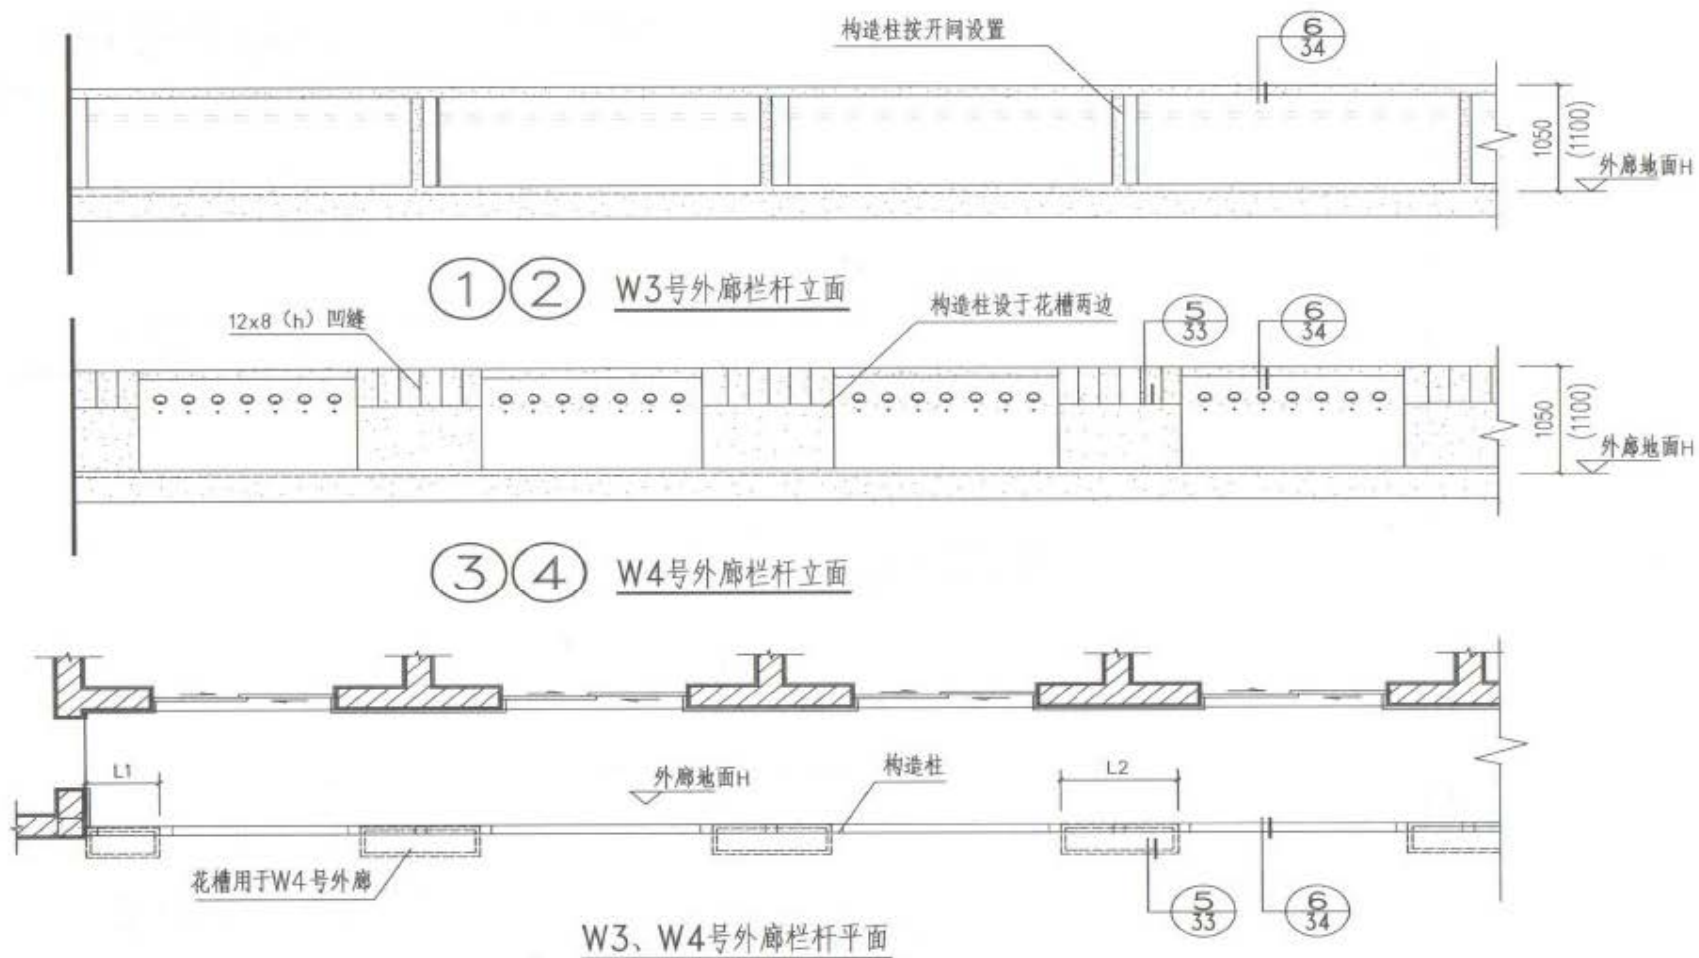 构造柱按开间设置
6
34
1050
(1100)
外廊地面H
1 2 W3号外廊栏杆立面
12x8（h）凹缝
构造柱设于花槽两边
5
33
6
34
1050
(1100)
外廊地面H
3 4 W4号外廊栏杆立面
L1
外廊地面H
构造柱
L2
花槽用于W4号外廊
5
33
6
34
W3、W4号外廊栏杆平面